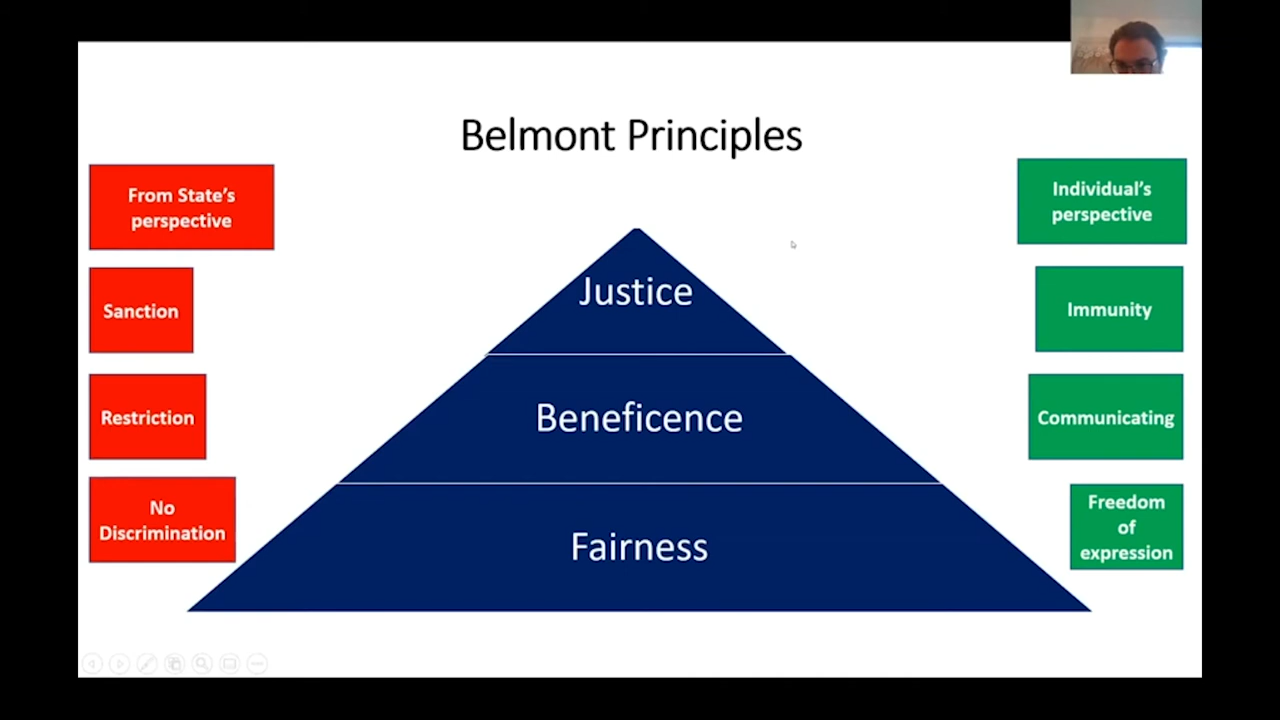 Belmont Principles
From State's
perspective
Sanction
Restriction
No
Discrimination
Justice
Beneficence
Fairness
Individual's
perspective
Immunity
Communicating
Freedom
of
expression